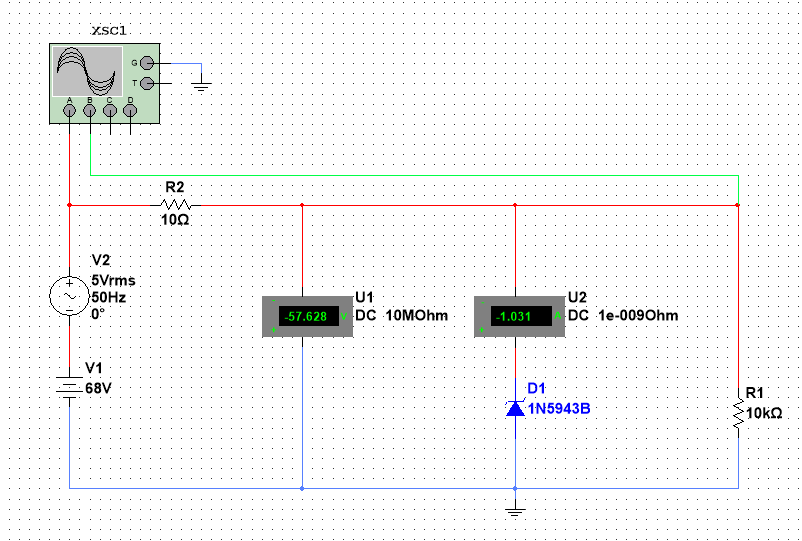 XSC1
G
T
A B C D
R2
10Ω
V2
5Vrms
50Hz
0°
V1
68V
-57.628 V
U1
DC 10MOhm
-1.031 A
U2
DC 1e-009Ohm
D1
1N5943B
R1
10kΩ